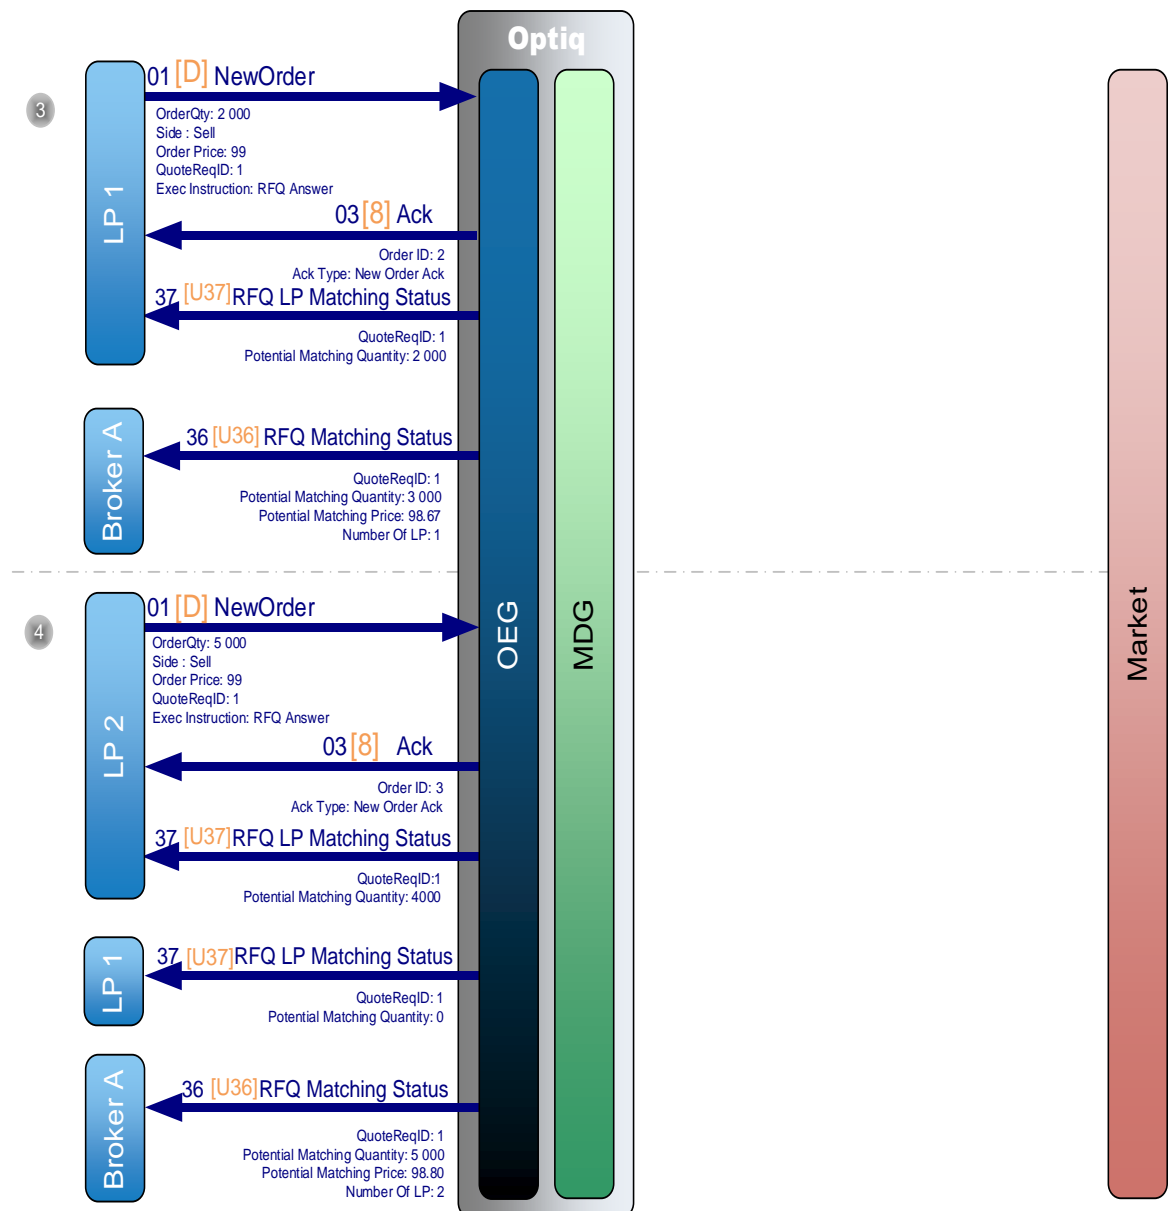 Optiq
3
LP 1
01 [D] NewOrder
OrderQty: 2 000
Side : Sell
Order Price: 99
QuoteReqID: 1
Exec Instruction: RFQ Answer
03 [8] Ack
Order ID: 2
Ack Type: New Order Ack
37 [U37] RFQ LP Matching Status
QuoteReqID: 1
Potential Matching Quantity: 2 000
Broker A
36 [U36] RFQ Matching Status
QuoteReqID: 1
Potential Matching Quantity: 3 000
Potential Matching Price: 98.67
Number Of LP: 1
OEG
MDG
Market
4
LP 2
01 [D] NewOrder
OrderQty: 5 000
Side : Sell
Order Price: 99
QuoteReqID: 1
Exec Instruction: RFQ Answer
03 [8] Ack
Order ID: 3
Ack Type: New Order Ack
37 [U37] RFQ LP Matching Status
QuoteReqID:1
Potential Matching Quantity: 4000
LP 1
37 [U37] RFQ LP Matching Status
QuoteReqID: 1
Potential Matching Quantity: 0
Broker A
36 [U36] RFQ Matching Status
QuoteReqID: 1
Potential Matching Quantity: 5 000
Potential Matching Price: 98.80
Number Of LP: 2